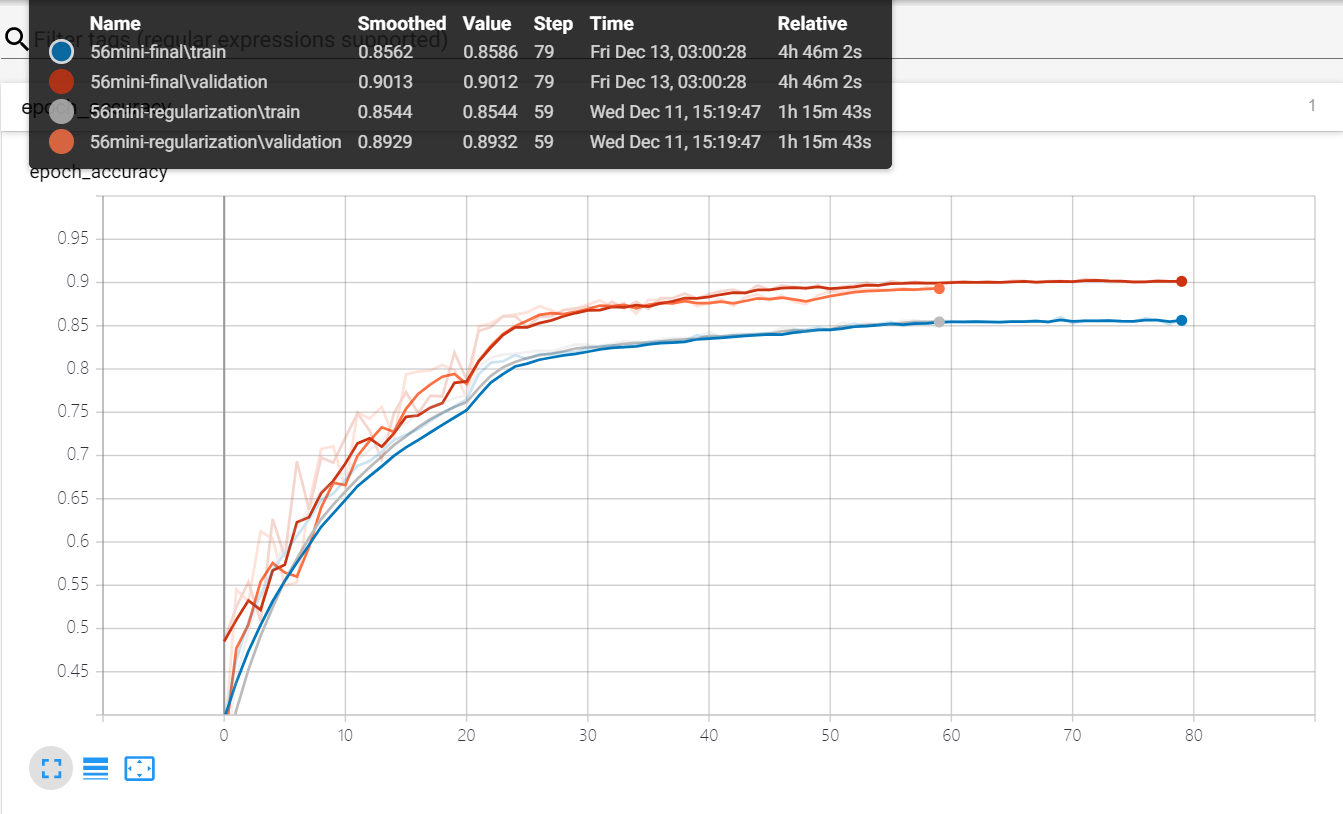 Name Smoothed Value Step Time Relative
Filter tags (regular expressions supported)
56mini-final\train 0.8562 0.8586 79 Fri Dec 13, 03:00:28 4h 46m 2s
56mini-final\validation 0.9013 0.9012 79 Fri Dec 13, 03:00:28 4h 46m 2s
epoch_accuracy 1
56mini-regularization\train 0.8544 0.8544 59 Wed Dec 11, 15:19:47 1h 15m 43s
56mini-regularization\validation 0.8929 0.8932 59 Wed Dec 11, 15:19:47 1h 15m 43s
epoch_accuracy
0.95
0.9
0.85
0.8
0.75
0.7
0.65
0.6
0.55
0.5
0.45
0 10 20 30 40 50 60 70 80